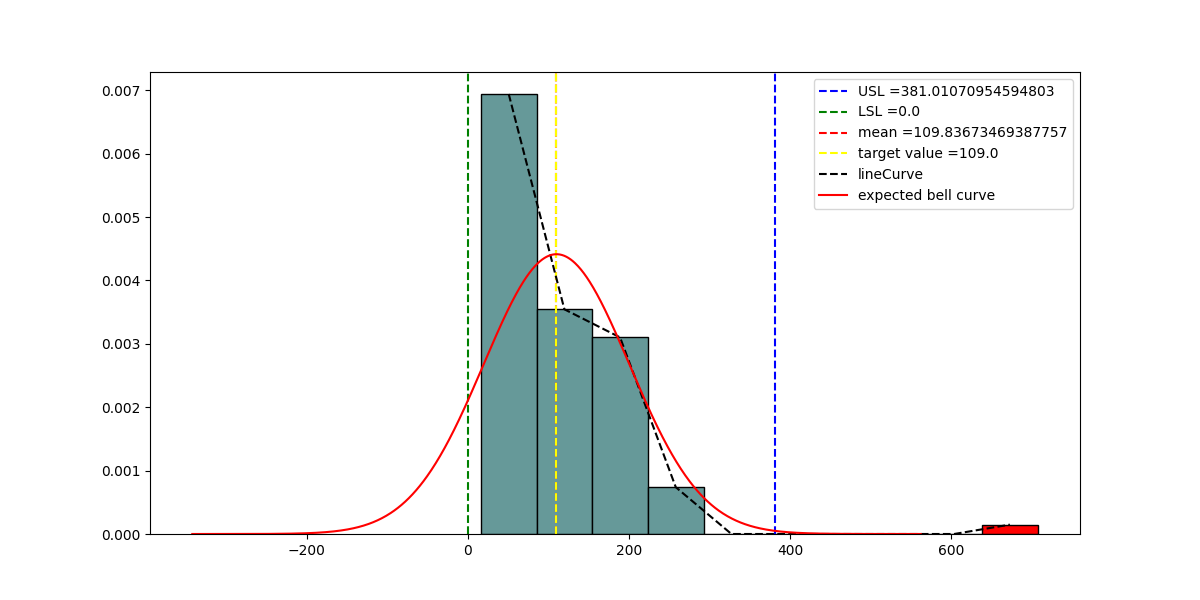 0.007
0.006
0.005
0.004
0.003
0.002
0.001
0.000
−200
0
200
400
600
USL =381.01070954594803
LSL =0.0
mean =109.83673469387757
target value =109.0
lineCurve
expected bell curve